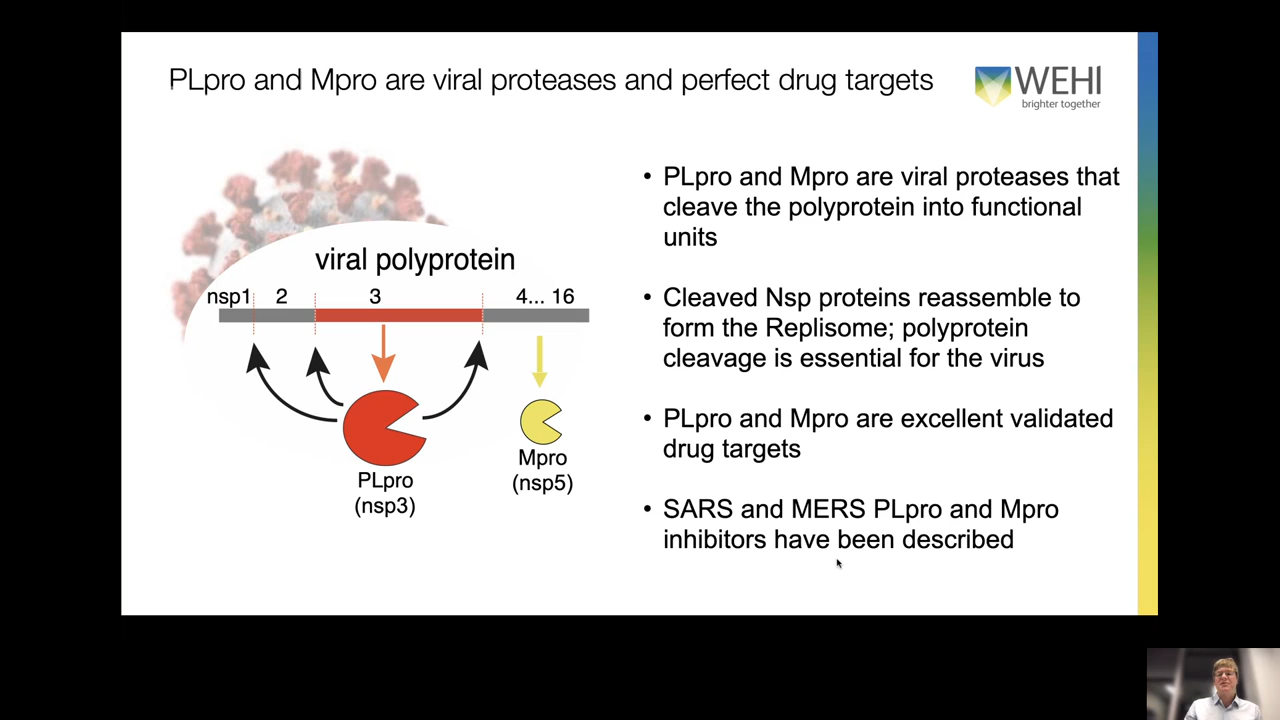 PLpro and Mpro are viral proteases and perfect drug targets
WEHI
brighter together
viral polyprotein
nsp1 2 3 4... 16
PLpro
(nsp3)
Mpro
(nsp5)
• PLpro and Mpro are viral proteases that
cleave the polyprotein into functional
units
• Cleaved Nsp proteins reassemble to
form the Replisome; polyprotein
cleavage is essential for the virus
• PLpro and Mpro are excellent validated
drug targets
• SARS and MERS PLpro and Mpro
inhibitors have been described